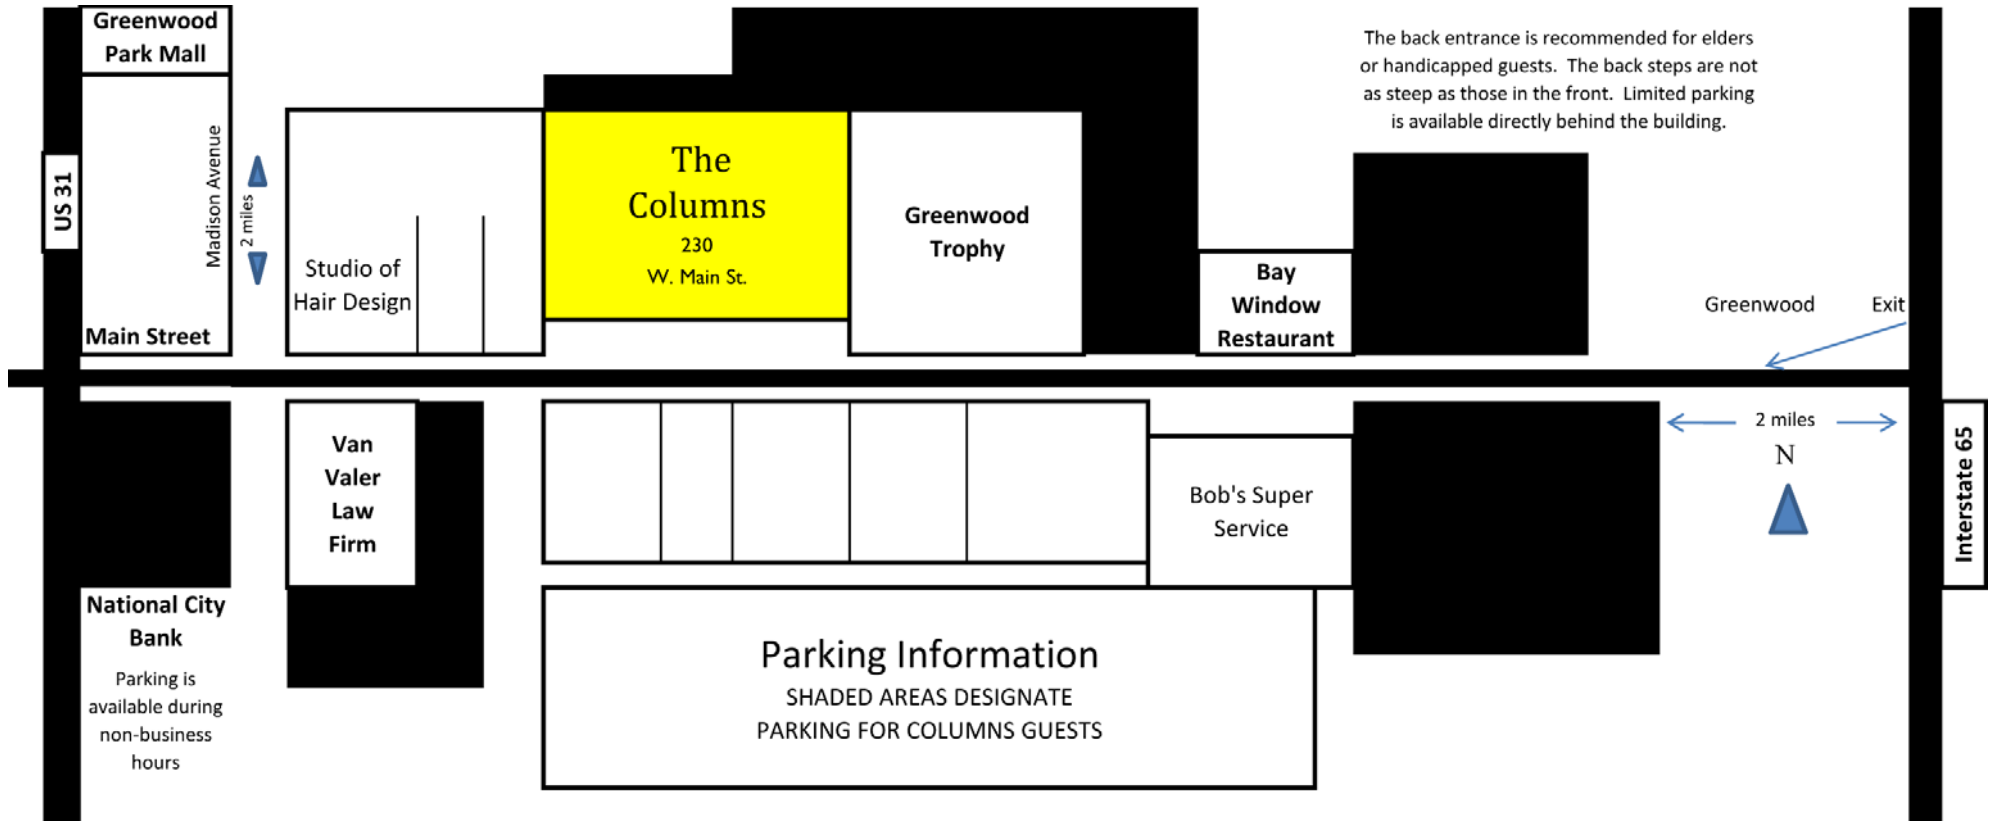 Greenwood
Park Mall
US 31
Madison Avenue
2 miles
Main Street
Studio of
Hair Design
The
Columns
230
W. Main St.
Greenwood
Trophy
Bay
Window
Restaurant
The back entrance is recommended for elders
or handicapped guests. The back steps are not
as steep as those in the front. Limited parking
is available directly behind the building.
Greenwood Exit
National City
Bank
Parking is
available during
non-business
hours
Van
Valer
Law
Firm
Bob's Super
Service
Parking Information
SHADED AREAS DESIGNATE
PARKING FOR COLUMNS GUESTS
2 miles
N
Interstate 65